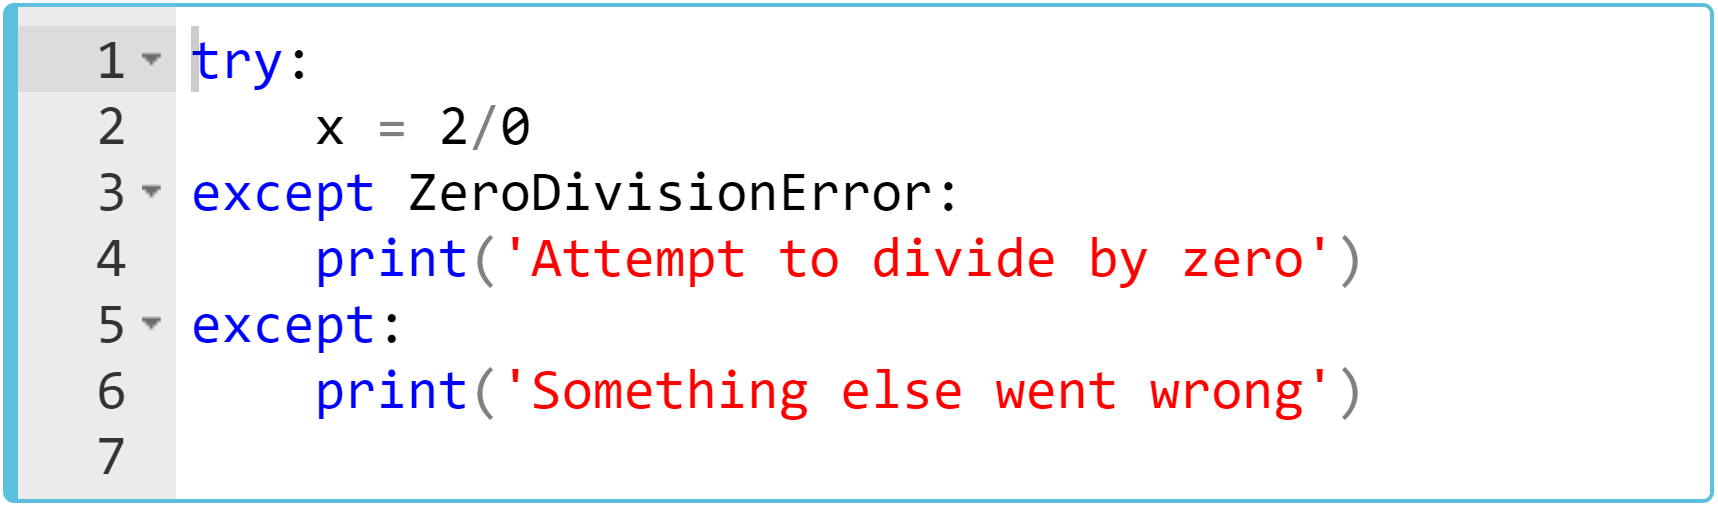 1 try:
2     x = 2/0
3 except ZeroDivisionError:
4     print('Attempt to divide by zero')
5 except:
6     print('Something else went wrong')
7